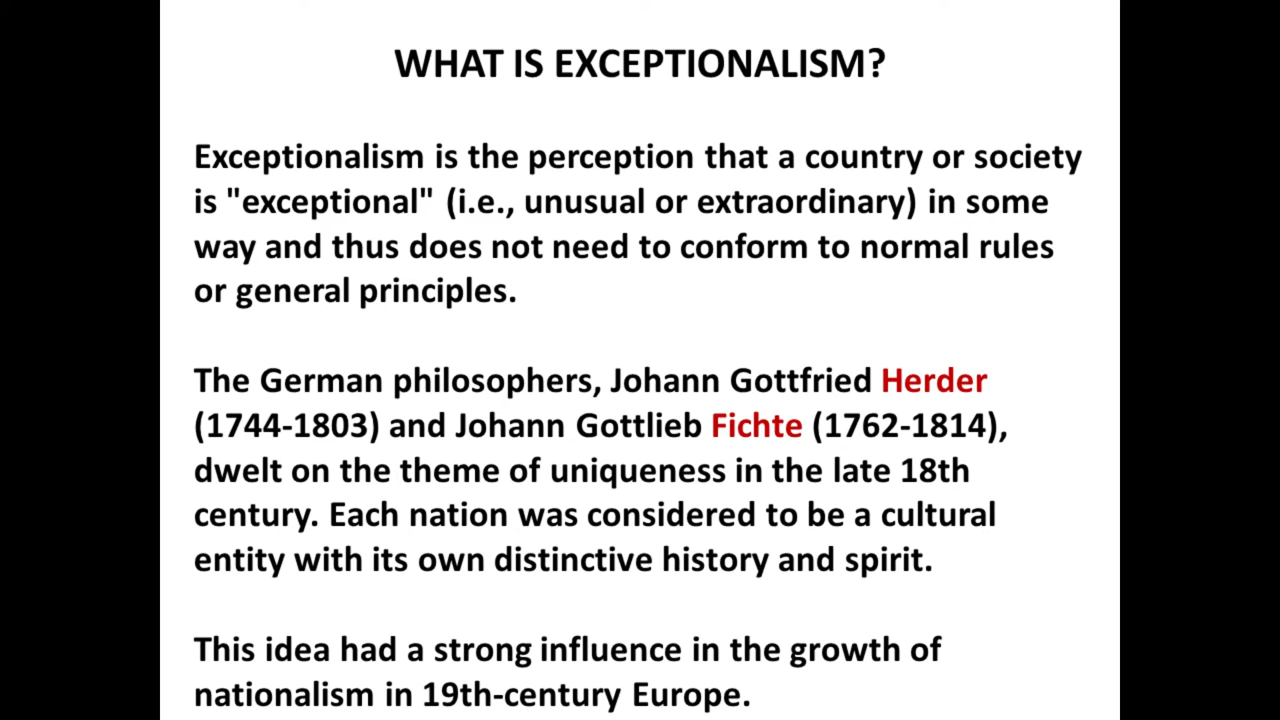 WHAT IS EXCEPTIONALISM?
Exceptionalism is the perception that a country or society
is "exceptional" (i.e., unusual or extraordinary) in some
way and thus does not need to conform to normal rules
or general principles.
The German philosophers, Johann Gottfried Herder
(1744-1803) and Johann Gottlieb Fichte (1762-1814),
dwelt on the theme of uniqueness in the late 18th
century. Each nation was considered to be a cultural
entity with its own distinctive history and spirit.
This idea had a strong influence in the growth of
nationalism in 19th-century Europe.